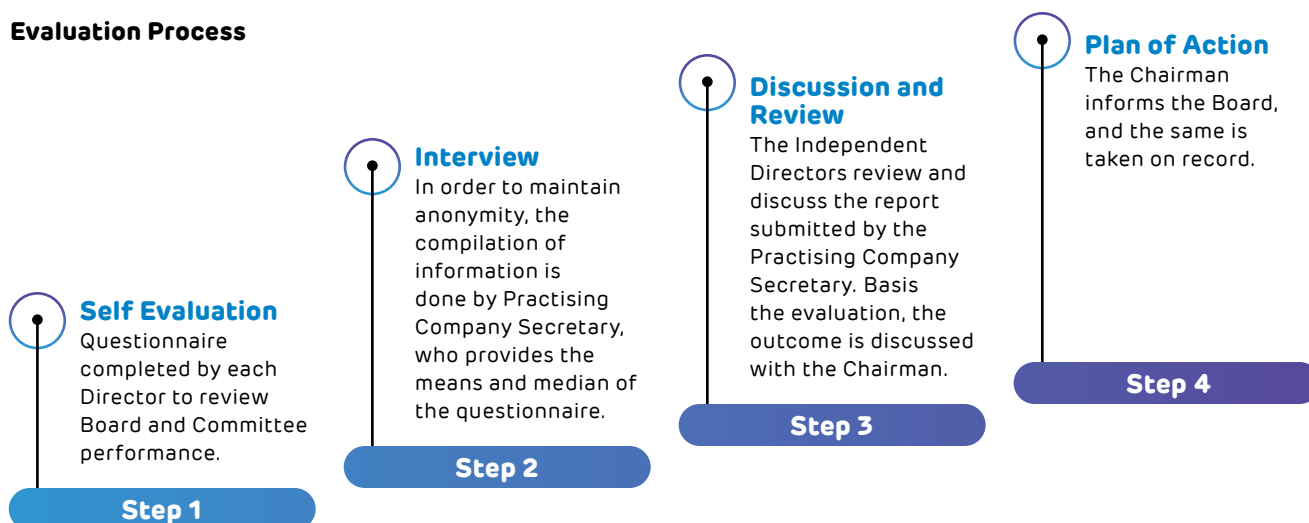 Evaluation Process
Self Evaluation
Questionnaire
completed by each
Director to review
Board and Committee
performance.
Step 1
Interview
In order to maintain
anonymity, the
compilation of
information is
done by Practising
Company Secretary,
who provides the
means and median of
the questionnaire.
Step 2
Discussion and
Review
The Independent
Directors review and
discuss the report
submitted by the
Practising Company
Secretary. Basis
the evaluation, the
outcome is discussed
with the Chairman.
Step 3
Plan of Action
The Chairman
informs the Board,
and the same is
taken on record.
Step 4